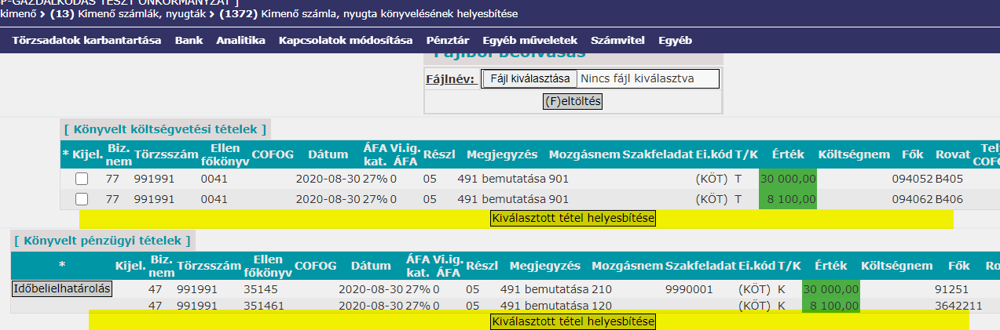 P-GAZDÁLKODÁS TESZT ÖNKORMÁNYZAT ]
kimenő > (13) Kimenő számlák, nyugták > (1372) Kimenő számla, nyugta könyvelésének helyesbítése
Törzsadatok karbantartása Bank Analitika Kapcsolatok módosítása Pénztár Egyéb műveletek Számvitel Egyéb
Fájlból beolvasás
Fájlnév: Fájl kiválasztása Nincs fájl kiválasztva
(F)eltöltés
[ Könyvelt költségvetési tételek ]
* Kijel. Biz. nem Törzsszám Ellen főkönyv COFOG Dátum ÁFA kat. Vi.ig. ÁFA Részl Megjegyzés Mozgásnem Szakfeladat Ei.kód T/K Érték Költségnem Fők Rovat Telj COFO
77 991991 0041 2020-08-30 27% 0 05 491 bemutatása 901 (KÖT) T 30 000,00 094052 B405
77 991991 0041 2020-08-30 27% 0 05 491 bemutatása 901 (KÖT) T 8 100,00 094062 B406
Kiválasztott tétel helyesbítése
[ Könyvelt pénzügyi tételek ]
* Kijel. Biz. nem Törzsszám Ellen főkönyv COFOG Dátum ÁFA kat. Vi.ig. ÁFA Részl Megjegyzés Mozgásnem Szakfeladat Ei.kód T/K Érték Költségnem Fők Ro
Időbelielhatárolás 47 991991 35145 2020-08-30 27% 0 05 491 bemutatása 210 9990001 (KÖT) K 30 000,00 91251
47 991991 351461 2020-08-30 27% 0 05 491 bemutatása 120 (KÖT) K 8 100,00 3642211
Kiválasztott tétel helyesbítése